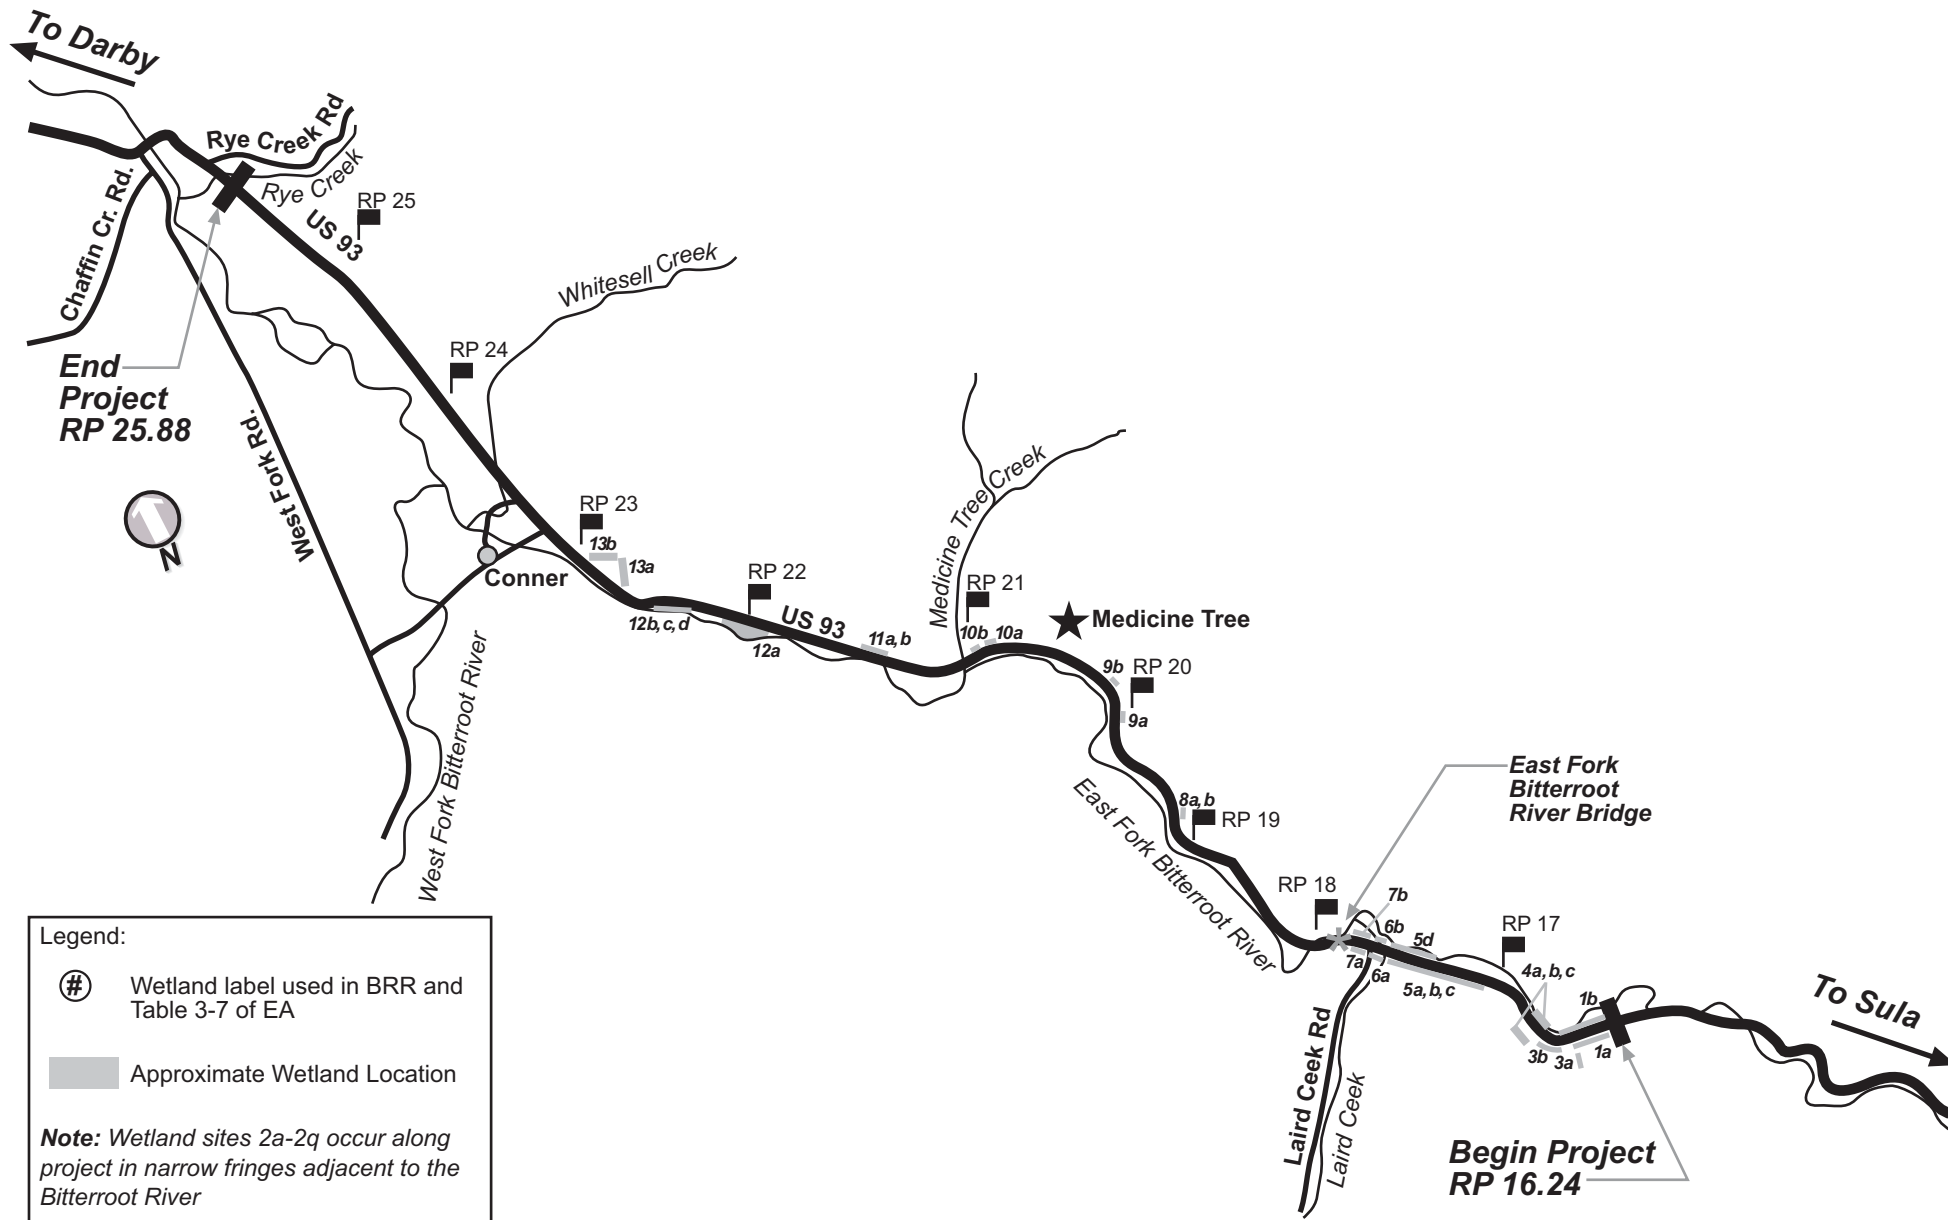 To Darby
Rye Creek Rd
Rye Creek
Chaffin Cr. Rd.
RP 25
US 93
Whitesell Creek
End
Project
RP 25.88
RP 24
West Fork Rd.
N
RP 23
13b
13a
Conner
RP 22
12b, c, d
12a
US 93
11a, b
Medicine Tree Creek
RP 21
10b
10a
Medicine Tree
9b
RP 20
9a
West Fork Bitterroot River
East Fork Bitterroot River
8a, b
RP 19
East Fork
Bitterroot
River Bridge
RP 18
7b
6b
5d
7a
6a
5a, b, c
RP 17
4a, b, c
1b
3b
3a
1a
To Sula
Laird Ceek Rd
Laird Ceek
Begin Project
RP 16.24
Legend:
#
Wetland label used in BRR and
Table 3-7 of EA
Approximate Wetland Location
Note: Wetland sites 2a-2q occur along
project in narrow fringes adjacent to the
Bitterroot River